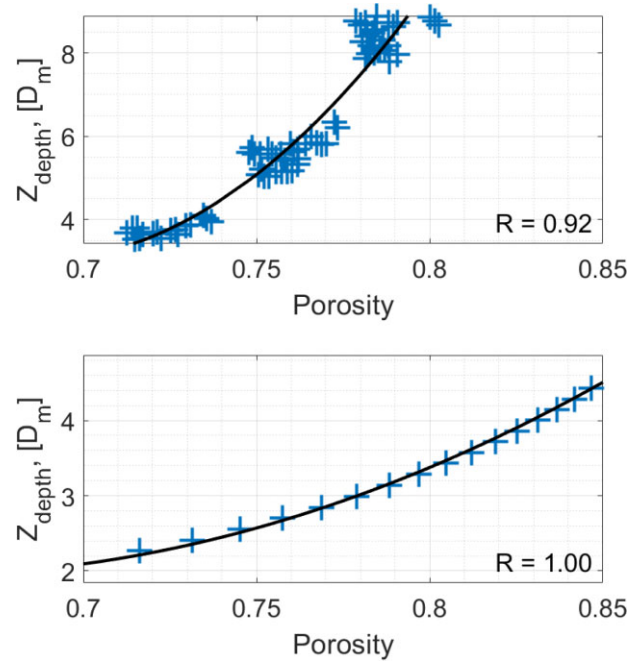 8
6
4
Z_depth, [D_m]
R = 0.92
0.7 0.75 0.8 0.85
Porosity
4
3
2
Z_depth, [D_m]
R = 1.00
0.7 0.75 0.8 0.85
Porosity